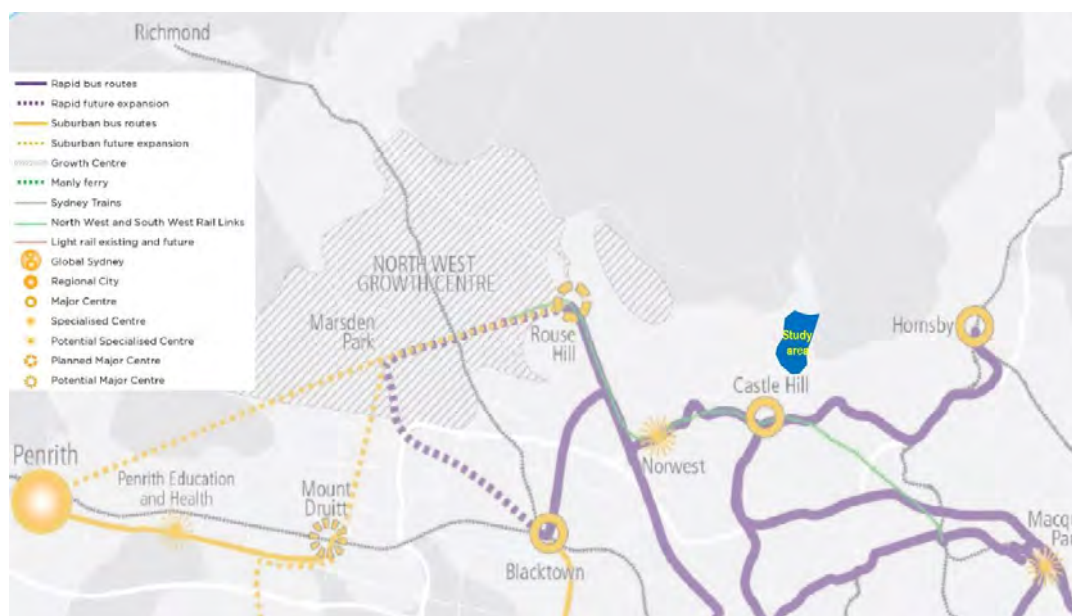 Richmond
Rapid bus routes
Rapid future expansion
Suburban bus routes
Suburban future expansion
Growth Centre
Manly ferry
Sydney Trains
North West and South West Rail Links
Light rail existing and future
Global Sydney
Regional City
Major Centre
Specialised Centre
Potential Specialised Centre
Planned Major Centre
Potential Major Centre
NORTH WEST
GROWTH CENTRE
Marsden
Park
Rouse
Hill
Study
area
Hornsby
Castle Hill
Norwest
Penrith
Penrith Education
and Health
Mount
Druitt
Blacktown